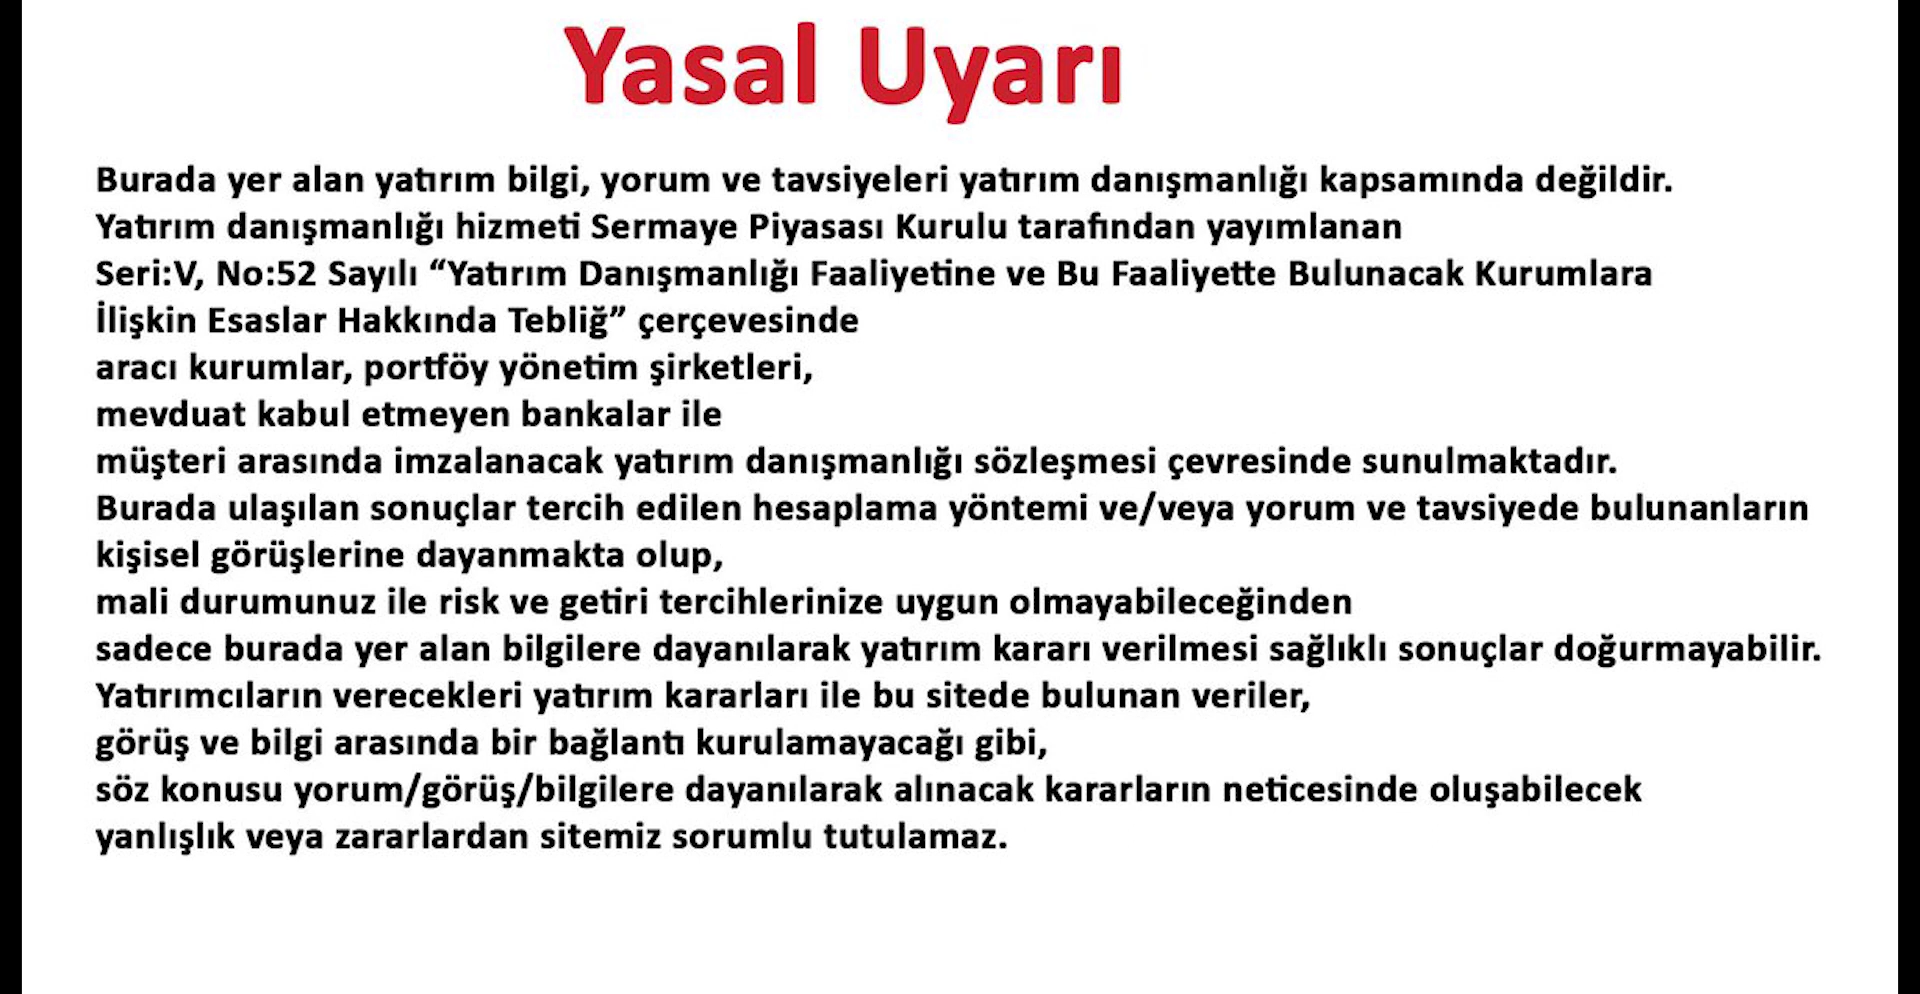 Yasal Uyarı
Burada yer alan yatırım bilgi, yorum ve tavsiyeleri yatırım danışmanlığı kapsamında değildir.
Yatırım danışmanlığı hizmeti Sermaye Piyasası Kurulu tarafından yayımlanan
Seri:V, No:52 Sayılı “Yatırım Danışmanlığı Faaliyetine ve Bu Faaliyette Bulunacak Kurumlara
İlişkin Esaslar Hakkında Tebliğ” çerçevesinde
aracı kurumlar, portföy yönetim şirketleri,
mevduat kabul etmeyen bankalar ile
müşteri arasında imzalanacak yatırım danışmanlığı sözleşmesi çevresinde sunulmaktadır.
Burada ulaşılan sonuçlar tercih edilen hesaplama yöntemi ve/veya yorum ve tavsiyede bulunanların
kişisel görüşlerine dayanmakta olup,
mali durumunuz ile risk ve getiri tercihlerinize uygun olmayabileceğinden
sadece burada yer alan bilgilere dayanılarak yatırım kararı verilmesi sağlıklı sonuçlar doğurmayabilir.
Yatırımcıların verecekleri yatırım kararları ile bu sitede bulunan veriler,
görüş ve bilgi arasında bir bağlantı kurulamayacağı gibi,
söz konusu yorum/görüş/bilgilere dayanılarak alınacak kararların neticesinde oluşabilecek
yanlışlık veya zararlardan sitemiz sorumlu tutulamaz.